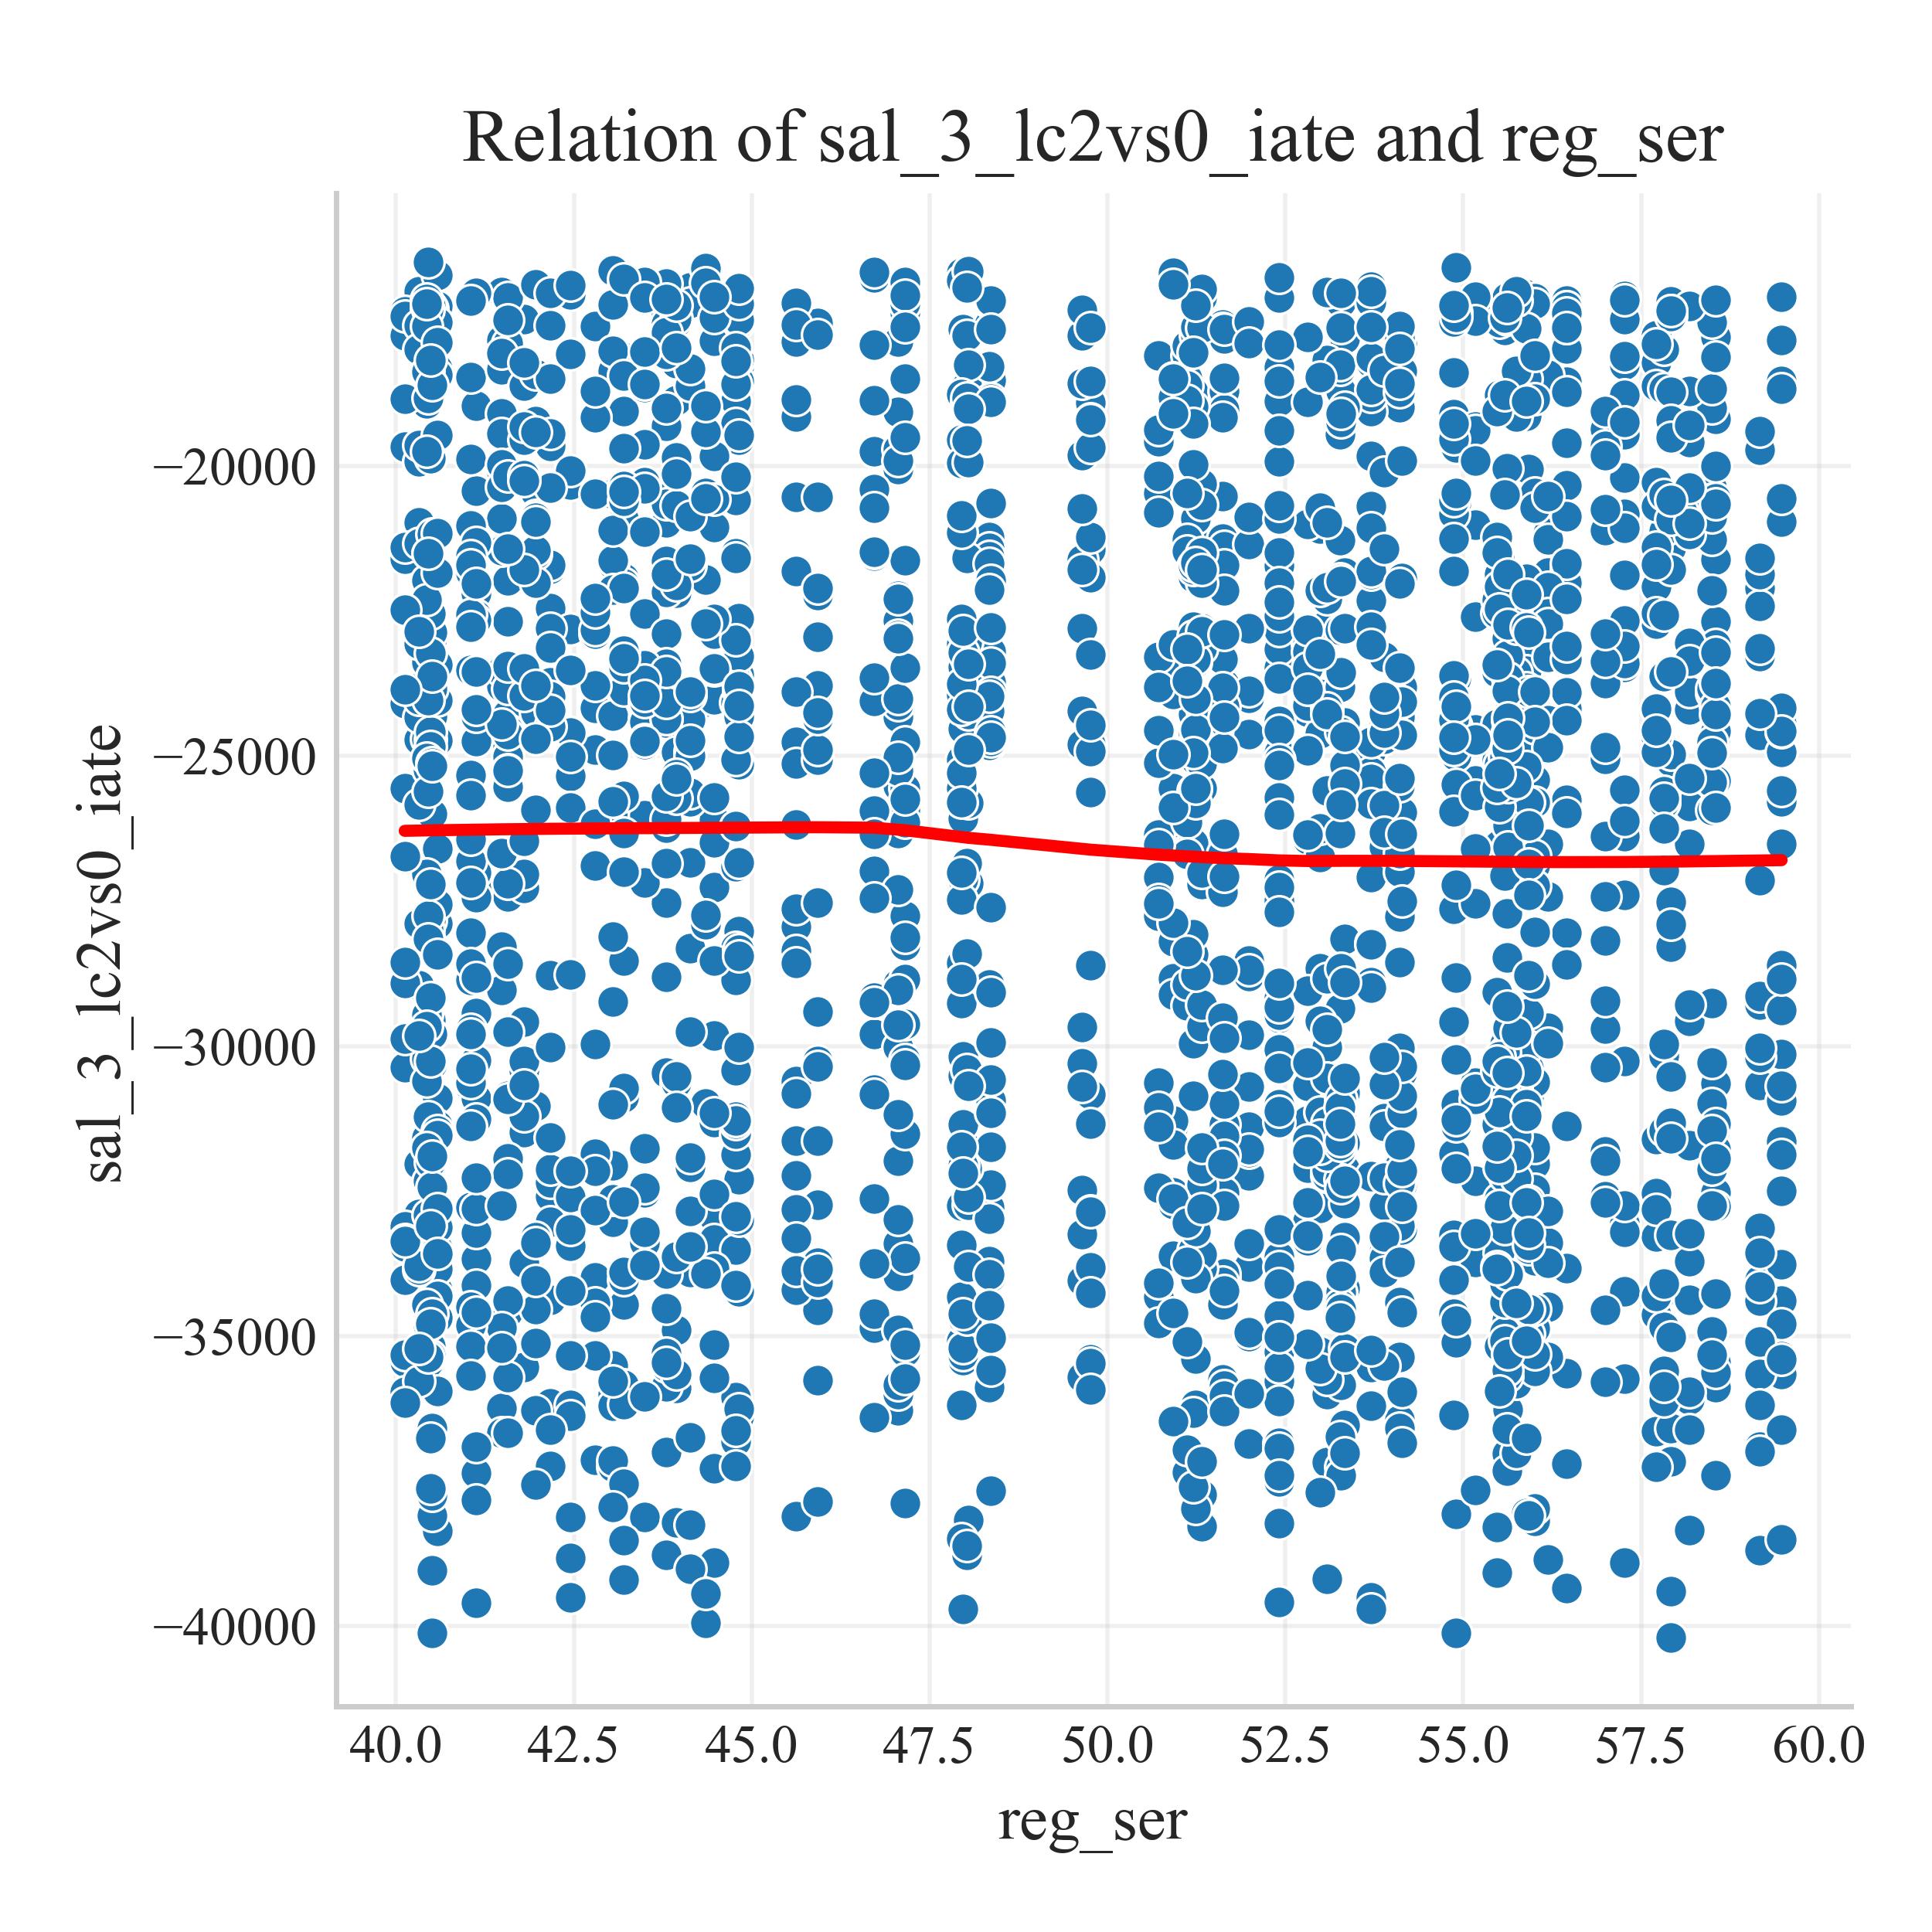 Relation of sal_3_lc2vs0_iate and reg_ser
sal_3_lc2vs0_iate
−20000
−25000
−30000
−35000
−40000
40.0 42.5 45.0 47.5 50.0 52.5 55.0 57.5 60.0
reg_ser